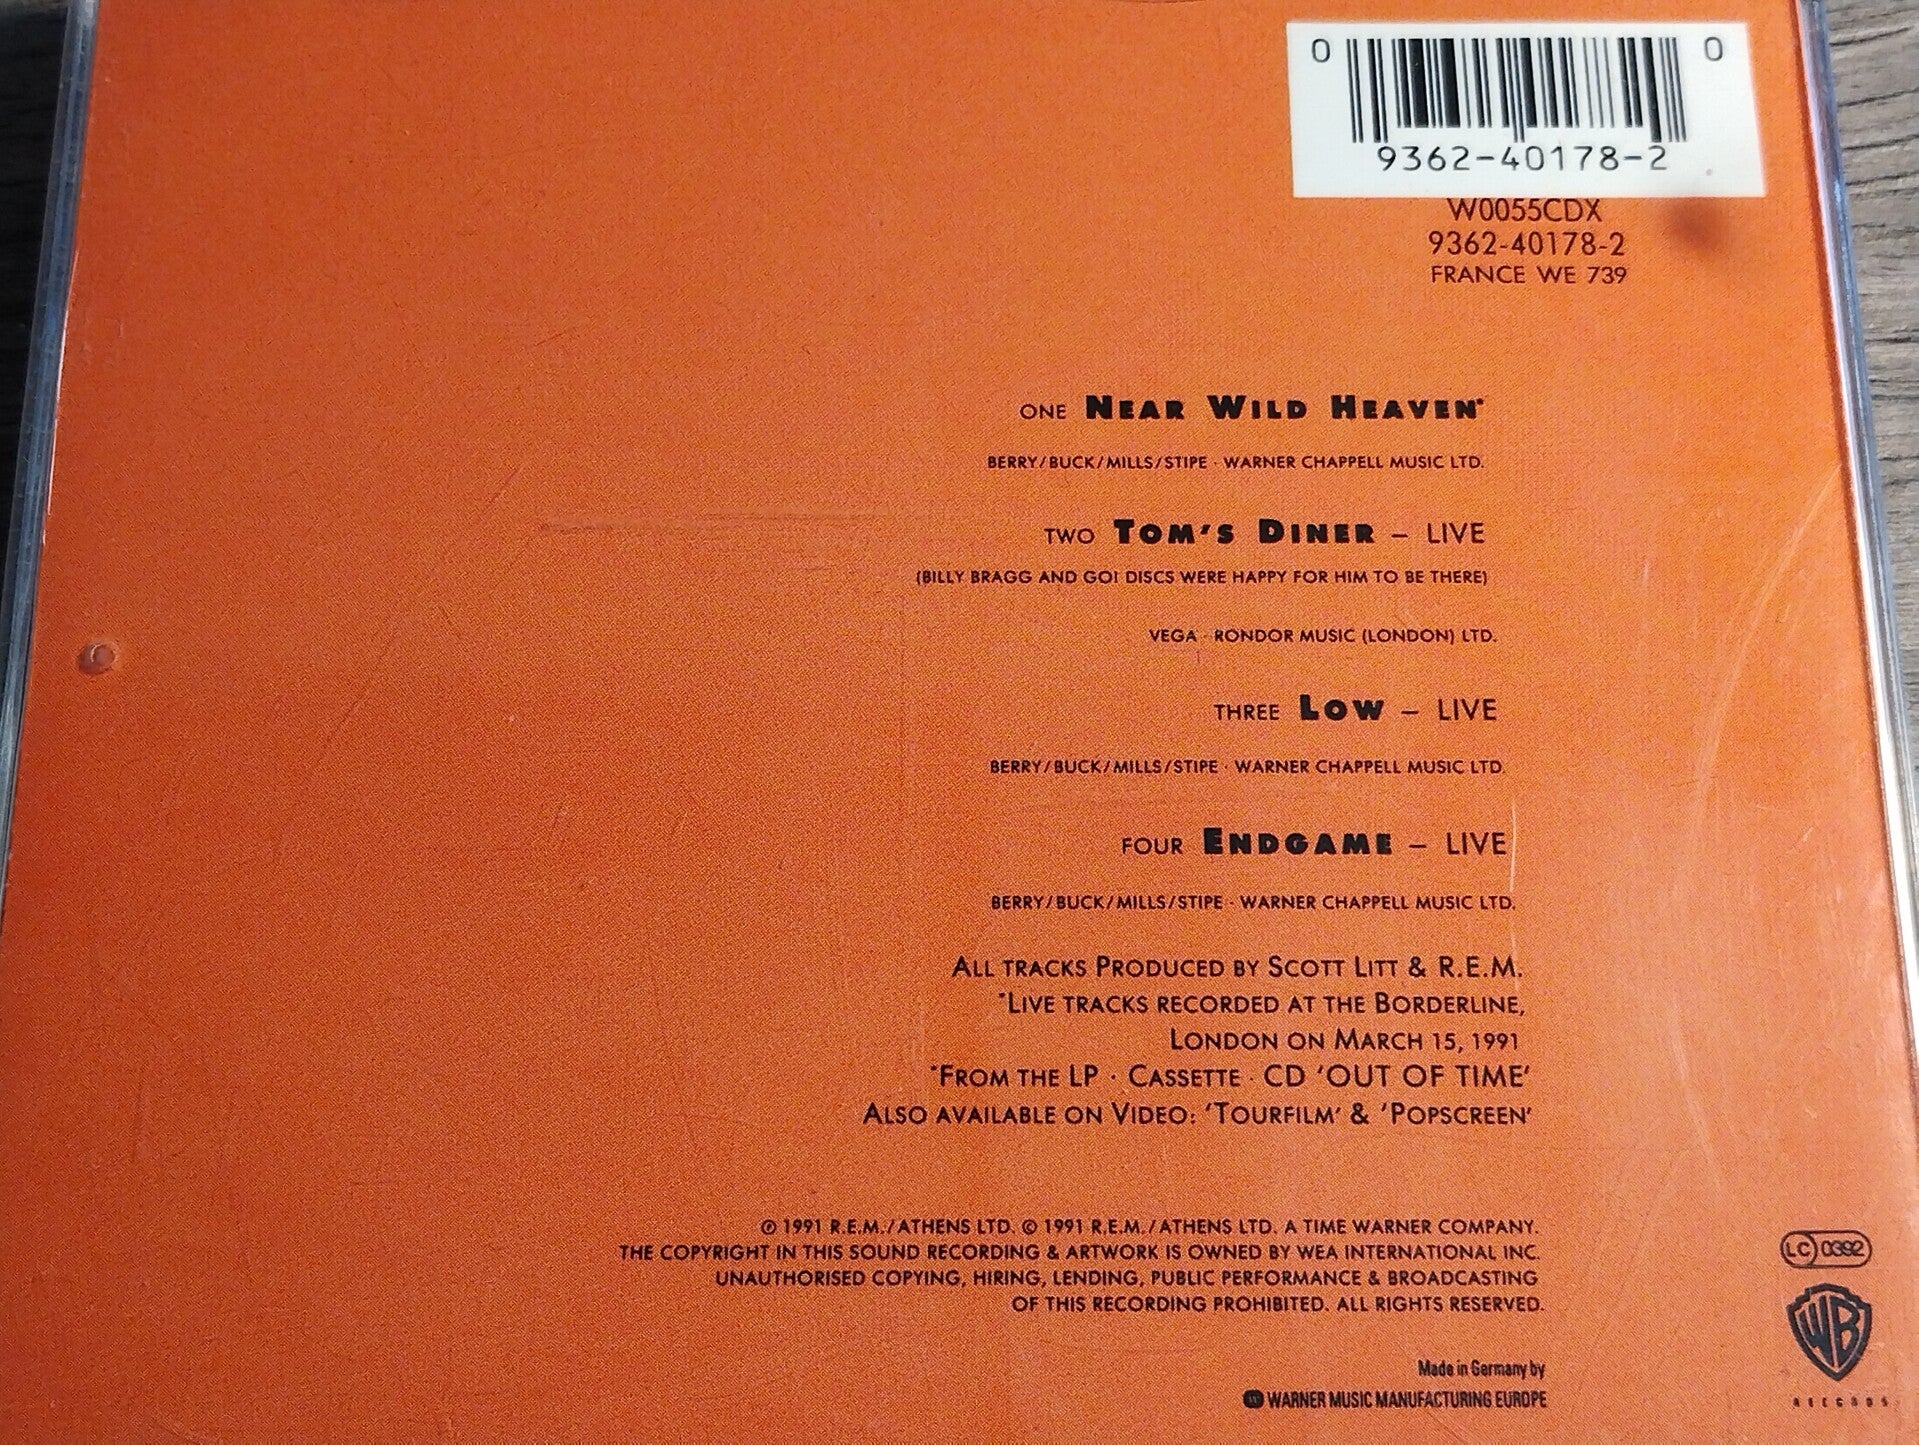 0 0
9362-40178-2
W0055CDX
9362-40178-2
FRANCE WE 739
ONE NEAR WILD HEAVEN*
BERRY/BUCK/MILLS/STIPE · WARNER CHAPPELL MUSIC LTD.
TWO TOM'S DINER – LIVE
(BILLY BRAGG AND GO! DISCS WERE HAPPY FOR HIM TO BE THERE)
VEGA · RONDOR MUSIC (LONDON) LTD.
THREE LOW – LIVE
BERRY/BUCK/MILLS/STIPE · WARNER CHAPPELL MUSIC LTD.
FOUR ENDGAME – LIVE
BERRY/BUCK/MILLS/STIPE · WARNER CHAPPELL MUSIC LTD.
ALL TRACKS PRODUCED BY SCOTT LITT & R.E.M.
*LIVE TRACKS RECORDED AT THE BORDERLINE,
LONDON ON MARCH 15, 1991
*FROM THE LP · CASSETTE · CD 'OUT OF TIME'
ALSO AVAILABLE ON VIDEO: 'TOURFILM' & 'POPSCREEN'
℗ 1991 R.E.M./ATHENS LTD. © 1991 R.E.M./ATHENS LTD. A TIME WARNER COMPANY.
THE COPYRIGHT IN THIS SOUND RECORDING & ARTWORK IS OWNED BY WEA INTERNATIONAL INC.
UNAUTHORISED COPYING, HIRING, LENDING, PUBLIC PERFORMANCE & BROADCASTING
OF THIS RECORDING PROHIBITED. ALL RIGHTS RESERVED.
LC 0392
WB
RECORDS
Made in Germany by
WARNER MUSIC MANUFACTURING EUROPE